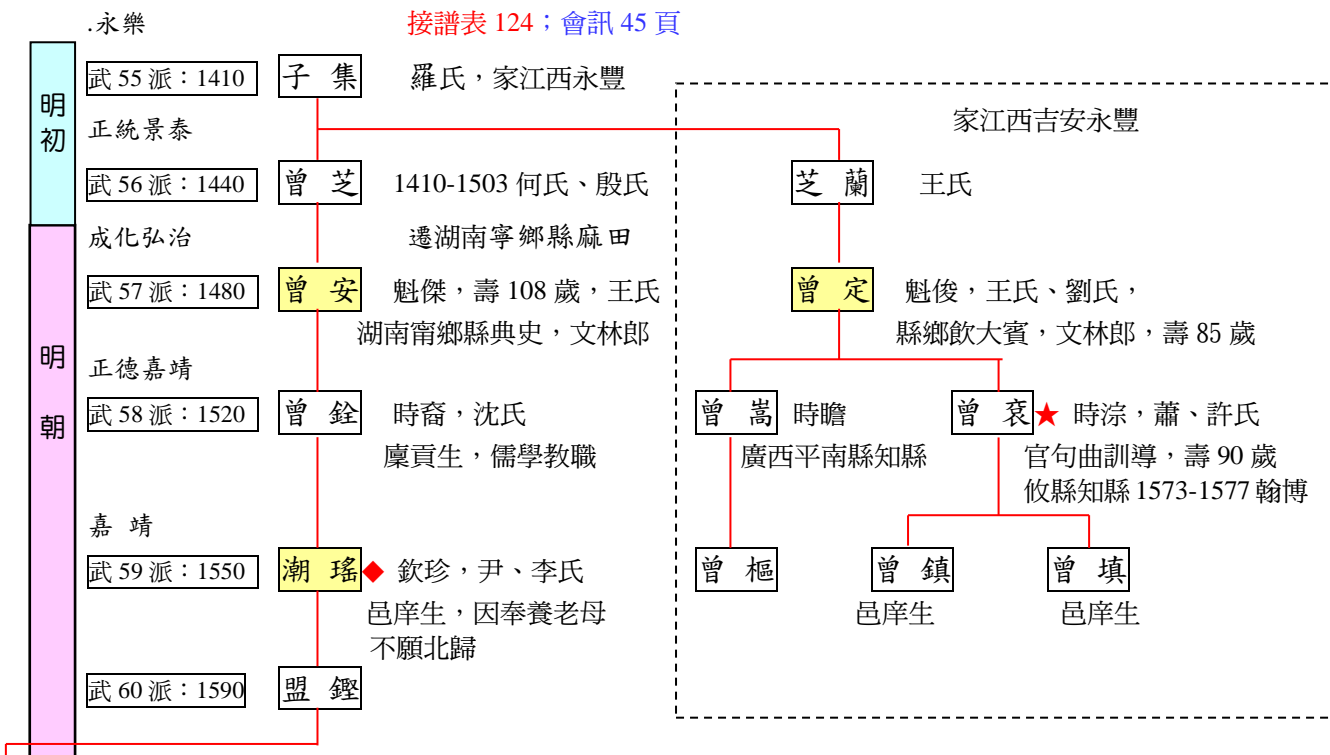 .永樂
接譜表 124；會訊 45 頁
明初
武 55 派：1410
子 集
羅氏，家江西永豐
家江西吉安永豐
正統景泰
武 56 派：1440
曾 芝
1410-1503 何氏、殷氏
芝 蘭
王氏
成化弘治
遷湖南寧鄉縣麻田
明朝
武 57 派：1480
曾 安
魁傑，壽 108 歲，王氏
湖南甯鄉縣典史，文林郎
曾 定
魁俊，王氏、劉氏，
縣鄉飲大賓，文林郎，壽 85 歲
正德嘉靖
武 58 派：1520
曾 銓
時裔，沈氏
廩貢生，儒學教職
曾 嵩
時瞻
廣西平南縣知縣
曾 袞★
時淙，蕭、許氏
官句曲訓導，壽 90 歲
攸縣知縣 1573-1577 翰博
嘉 靖
武 59 派：1550
潮 瑤◆
欽珍，尹、李氏
邑庠生，因奉養老母
不願北歸
曾 樞
曾 鎮
邑庠生
曾 填
邑庠生
武 60 派：1590
盟 鏗